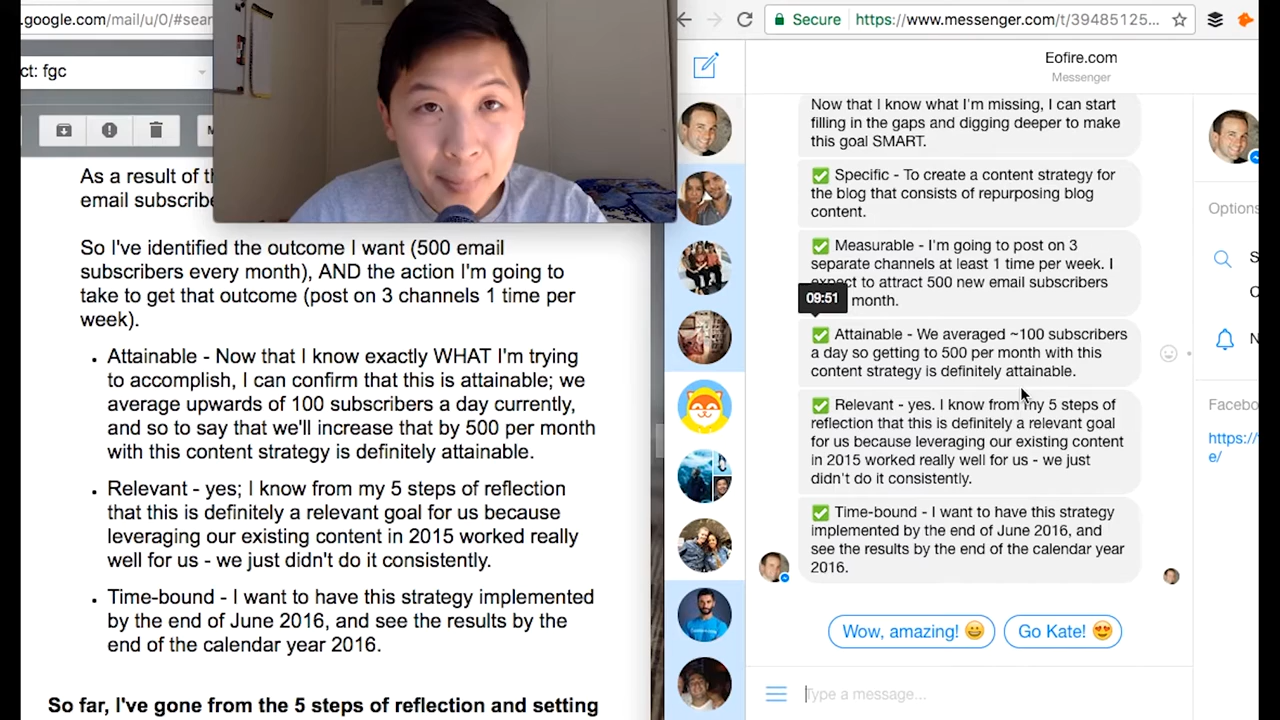 .google.com/mail/u/0/#sear
Secure
https://www.messenger.com/t/39485125...
ct: fgc
As a result of
email subscribe
So I've identified the outcome I want (500 email
subscribers every month), AND the action I'm going to
take to get that outcome (post on 3 channels 1 time per
week).
Attainable - Now that I know exactly WHAT I'm trying
to accomplish, I can confirm that this is attainable; we
average upwards of 100 subscribers a day currently,
and so to say that we'll increase that by 500 per month
with this content strategy is definitely attainable.
Relevant - yes; I know from my 5 steps of reflection
that this is definitely a relevant goal for us because
leveraging our existing content in 2015 worked really
well for us - we just didn't do it consistently.
Time-bound - I want to have this strategy implemented
by the end of June 2016, and see the results by the
end of the calendar year 2016.
So far, I've gone from the 5 steps of reflection and setting
Eofire.com
Messenger
Now that I know what I'm missing, I can start
filling in the gaps and digging deeper to make
this goal SMART.
✅ Specific - To create a content strategy for
the blog that consists of repurposing blog
content.
✅ Measurable - I'm going to post on 3
separate channels at least 1 time per week. I
expect to attract 500 new email subscribers
month.
09:51
✅ Attainable - We averaged ~100 subscribers
a day so getting to 500 per month with this
content strategy is definitely attainable.
✅ Relevant - yes. I know from my 5 steps of
reflection that this is definitely a relevant goal
for us because leveraging our existing content
in 2015 worked really well for us - we just
didn't do it consistently.
✅ Time-bound - I want to have this strategy
implemented by the end of June 2016, and
see the results by the end of the calendar year
2016.
Wow, amazing! 😀
Go Kate! 😍
Type a message...
Options
S
C
N
Facebo
https://
e/